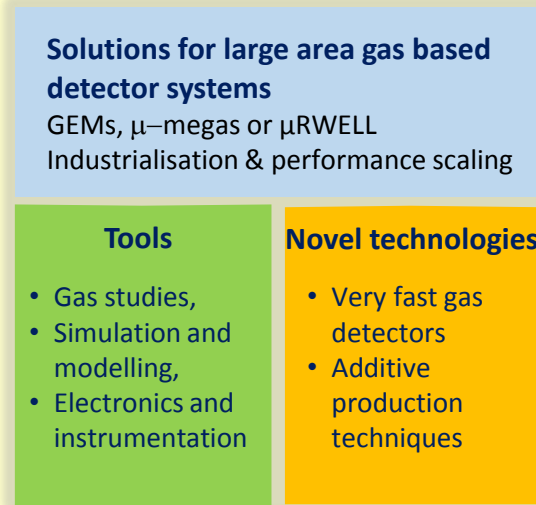 Solutions for large area gas based
detector systems
GEMs, μ−megas or μRWELL
Industrialisation & performance scaling
Tools
• Gas studies,
• Simulation and
modelling,
• Electronics and
instrumentation
Novel technologies
• Very fast gas
detectors
• Additive
production
techniques